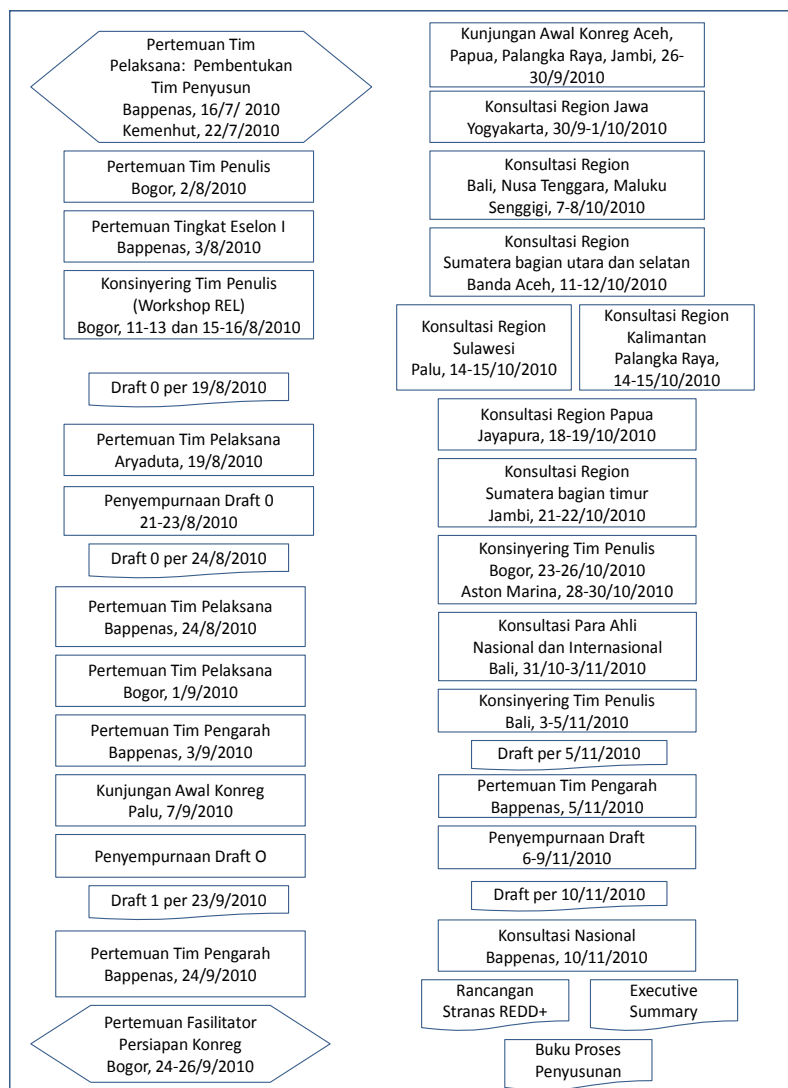 Pertemuan Tim
Pelaksana: Pembentukan
Tim Penyusun
Bappenas, 16/7/ 2010
Kemenhut, 22/7/2010
Pertemuan Tim Penulis
Bogor, 2/8/2010
Pertemuan Tingkat Eselon I
Bappenas, 3/8/2010
Konsinyering Tim Penulis
(Workshop REL)
Bogor, 11-13 dan 15-16/8/2010
Draft 0 per 19/8/2010
Pertemuan Tim Pelaksana
Aryaduta, 19/8/2010
Penyempurnaan Draft 0
21-23/8/2010
Draft 0 per 24/8/2010
Pertemuan Tim Pelaksana
Bappenas, 24/8/2010
Pertemuan Tim Pelaksana
Bogor, 1/9/2010
Pertemuan Tim Pengarah
Bappenas, 3/9/2010
Kunjungan Awal Konreg
Palu, 7/9/2010
Penyempurnaan Draft O
Draft 1 per 23/9/2010
Pertemuan Tim Pengarah
Bappenas, 24/9/2010
Pertemuan Fasilitator
Persiapan Konreg
Bogor, 24-26/9/2010
Kunjungan Awal Konreg Aceh,
Papua, Palangka Raya, Jambi, 26-
30/9/2010
Konsultasi Region Jawa
Yogyakarta, 30/9-1/10/2010
Konsultasi Region
Bali, Nusa Tenggara, Maluku
Senggigi, 7-8/10/2010
Konsultasi Region
Sumatera bagian utara dan selatan
Banda Aceh, 11-12/10/2010
Konsultasi Region
Sulawesi
Palu, 14-15/10/2010
Konsultasi Region
Kalimantan
Palangka Raya,
14-15/10/2010
Konsultasi Region Papua
Jayapura, 18-19/10/2010
Konsultasi Region
Sumatera bagian timur
Jambi, 21-22/10/2010
Konsinyering Tim Penulis
Bogor, 23-26/10/2010
Aston Marina, 28-30/10/2010
Konsultasi Para Ahli
Nasional dan Internasional
Bali, 31/10-3/11/2010
Konsinyering Tim Penulis
Bali, 3-5/11/2010
Draft per 5/11/2010
Pertemuan Tim Pengarah
Bappenas, 5/11/2010
Penyempurnaan Draft
6-9/11/2010
Draft per 10/11/2010
Konsultasi Nasional
Bappenas, 10/11/2010
Rancangan
Stranas REDD+
Executive
Summary
Buku Proses
Penyusunan